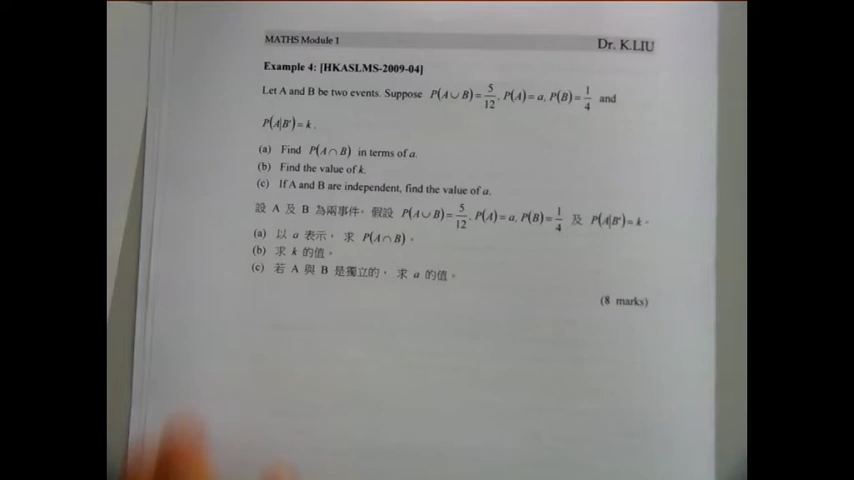 MATHS Module 1 Dr. K.LIU
Example 4: [HKASLMS-2009-04]
Let A and B be two events. Suppose P(A∪B)=5/12, P(A)=a, P(B)=1/4 and
P(A|B')=k.
(a) Find P(A∩B) in terms of a.
(b) Find the value of k.
(c) If A and B are independent, find the value of a.
設 A 及 B 為兩事件，假設 P(A∪B)=5/12, P(A)=a, P(B)=1/4 及 P(A|B')=k。
(a) 以 a 表示，求 P(A∩B)。
(b) 求 k 的值。
(c) 若 A 與 B 是獨立的，求 a 的值。
(8 marks)